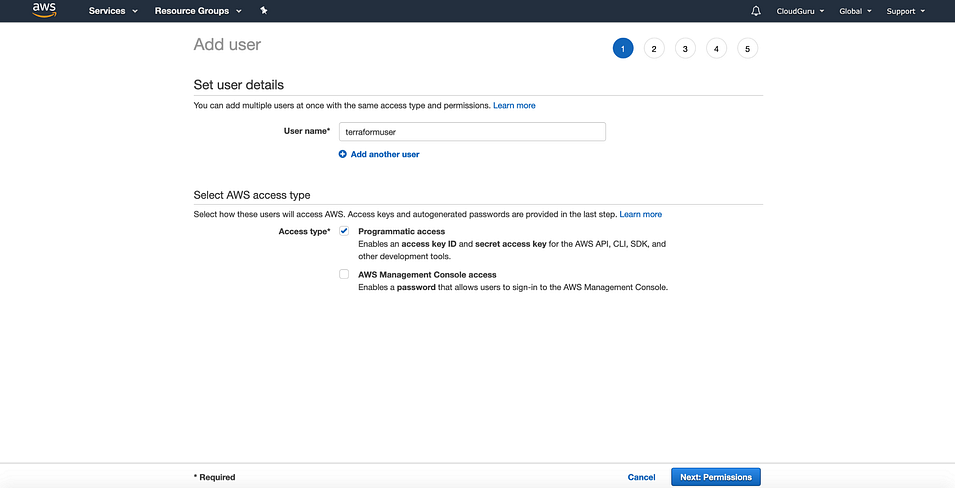 aws Services Resource Groups CloudGuru Global Support
Add user
1 2 3 4 5
Set user details
You can add multiple users at once with the same access type and permissions. Learn more
User name* terraformuser
Add another user
Select AWS access type
Select how these users will access AWS. Access keys and autogenerated passwords are provided in the last step. Learn more
Access type* Programmatic access
Enables an access key ID and secret access key for the AWS API, CLI, SDK, and
other development tools.
AWS Management Console access
Enables a password that allows users to sign-in to the AWS Management Console.
* Required Cancel Next: Permissions